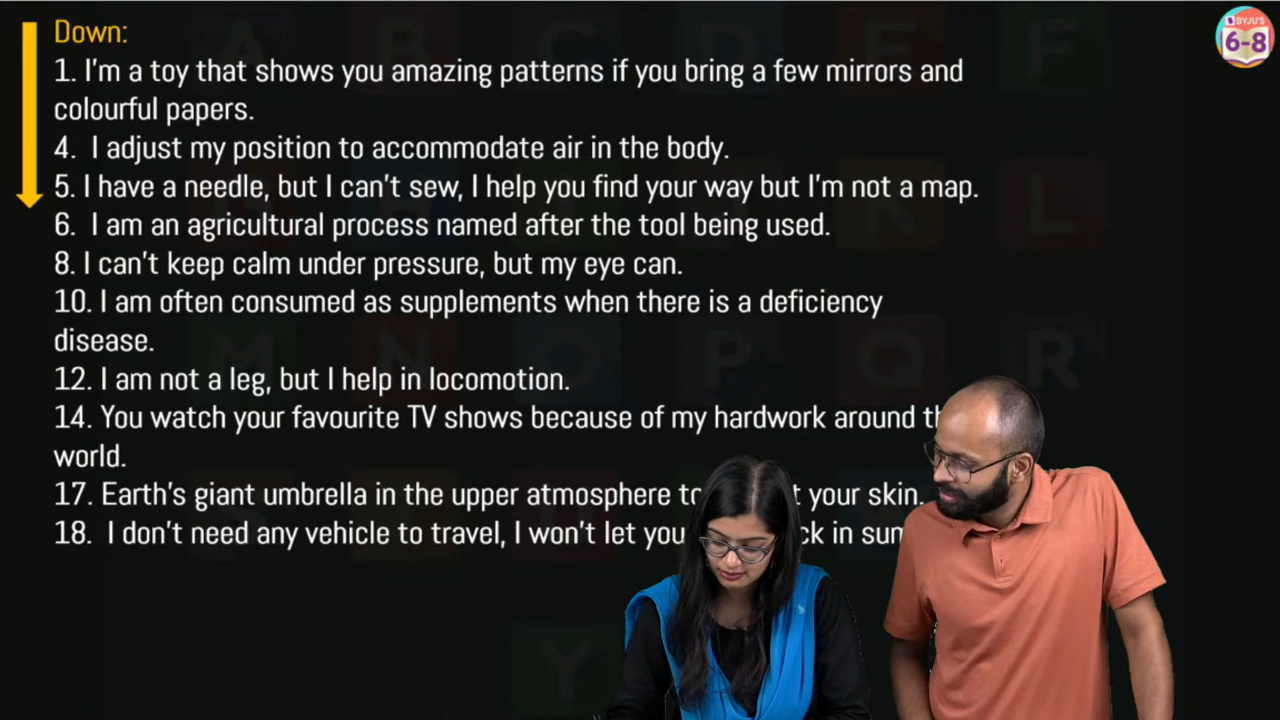 Down:
BYJU'S
6-8
1. I'm a toy that shows you amazing patterns if you bring a few mirrors and
colourful papers.
4. I adjust my position to accommodate air in the body.
5. I have a needle, but I can't sew, I help you find your way but I'm not a map.
6. I am an agricultural process named after the tool being used.
8. I can't keep calm under pressure, but my eye can.
10. I am often consumed as supplements when there is a deficiency
disease.
12. I am not a leg, but I help in locomotion.
14. You watch your favourite TV shows because of my hardwork around
world.
17. Earth's giant umbrella in the upper atmosphere your skin.
18. I don't need any vehicle to travel, I won't let you in
A B C D E F
K L
M N O P Q R
Y